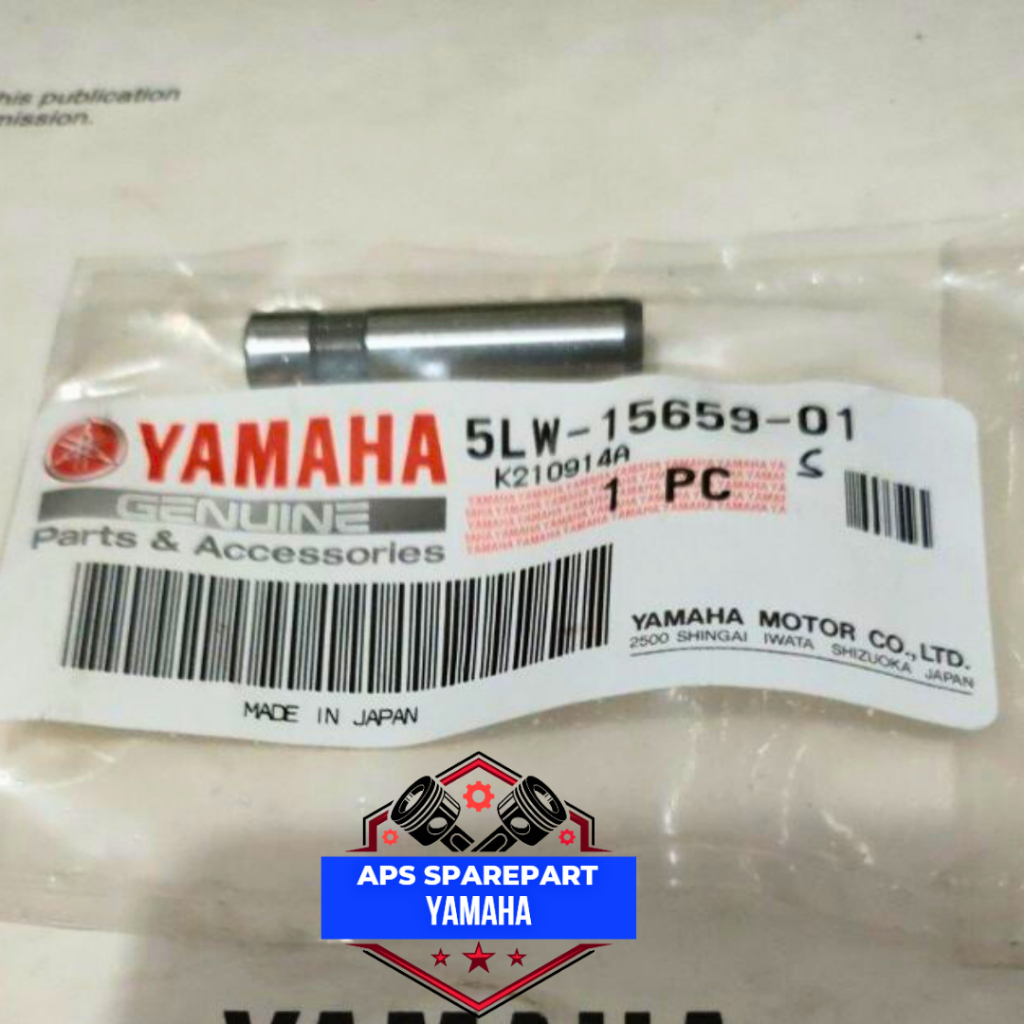 his publication
mission.
YAMAHA
GENUINE
Parts & Accessories
5LW-15659-01
K210914A
S
1 PC
YAMAHA MOTOR CO.,LTD.
2500 SHINGAI IWATA SHIZUOKA JAPAN
MADE IN JAPAN
APS SPAREPART
YAMAHA
YAMAHA